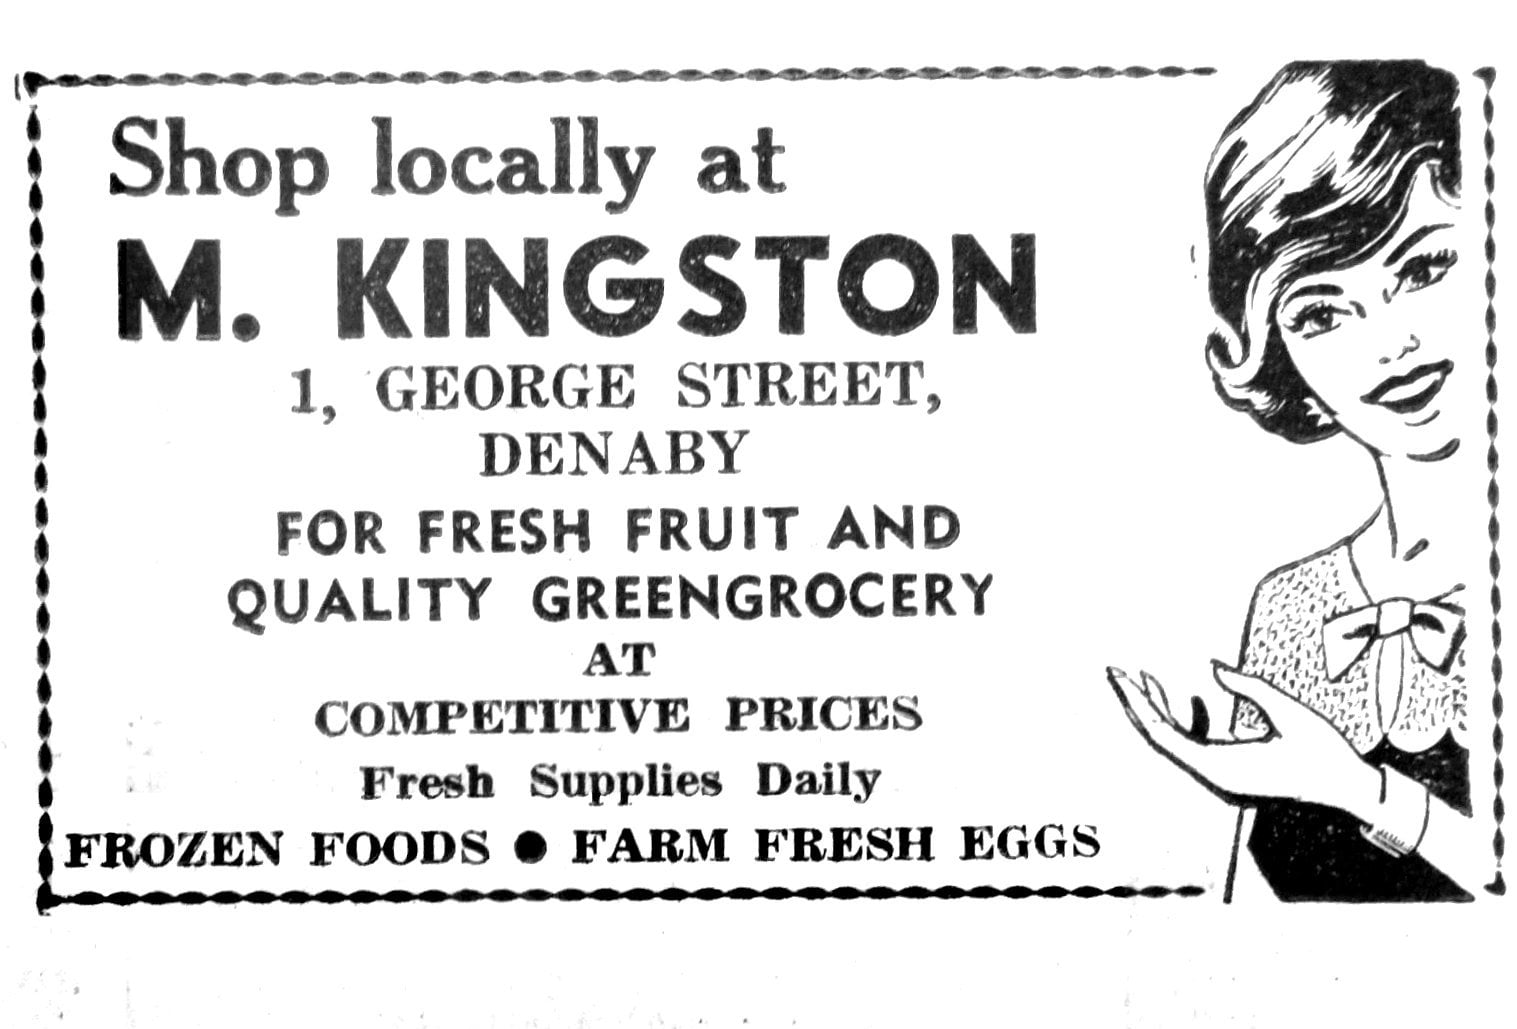 Shop locally at
M. KINGSTON
1, GEORGE STREET,
DENABY
FOR FRESH FRUIT AND
QUALITY GREENGROCERY
AT
COMPETITIVE PRICES
Fresh Supplies Daily
FROZEN FOODS ● FARM FRESH EGGS